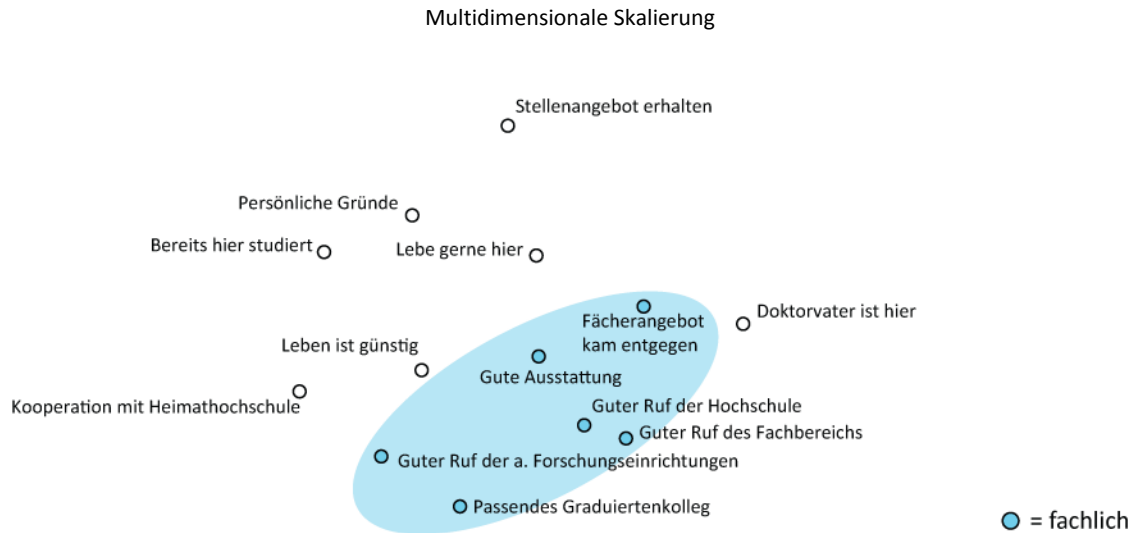 Multidimensionale Skalierung
Stellenangebot erhalten
Persönliche Gründe
Bereits hier studiert
Lebe gerne hier
Doktorvater ist hier
Fächerangebot
kam entgegen
Leben ist günstig
Gute Ausstattung
Kooperation mit Heimathochschule
Guter Ruf der Hochschule
Guter Ruf des Fachbereichs
Guter Ruf der a. Forschungseinrichtungen
Passendes Graduiertenkolleg
= fachlich